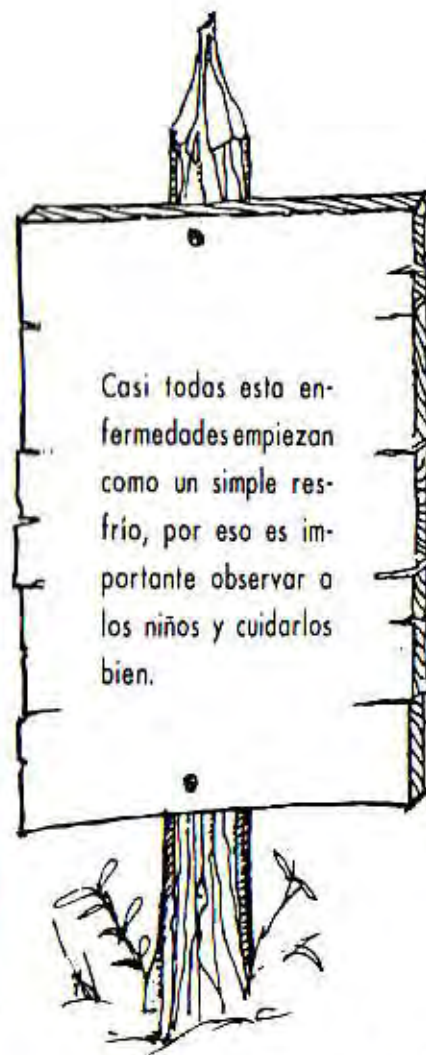 Casi todas esta en-
fermedades empiezan
como un simple res-
frío, por eso es im-
portante observar a
los niños y cuidarlos
bien.